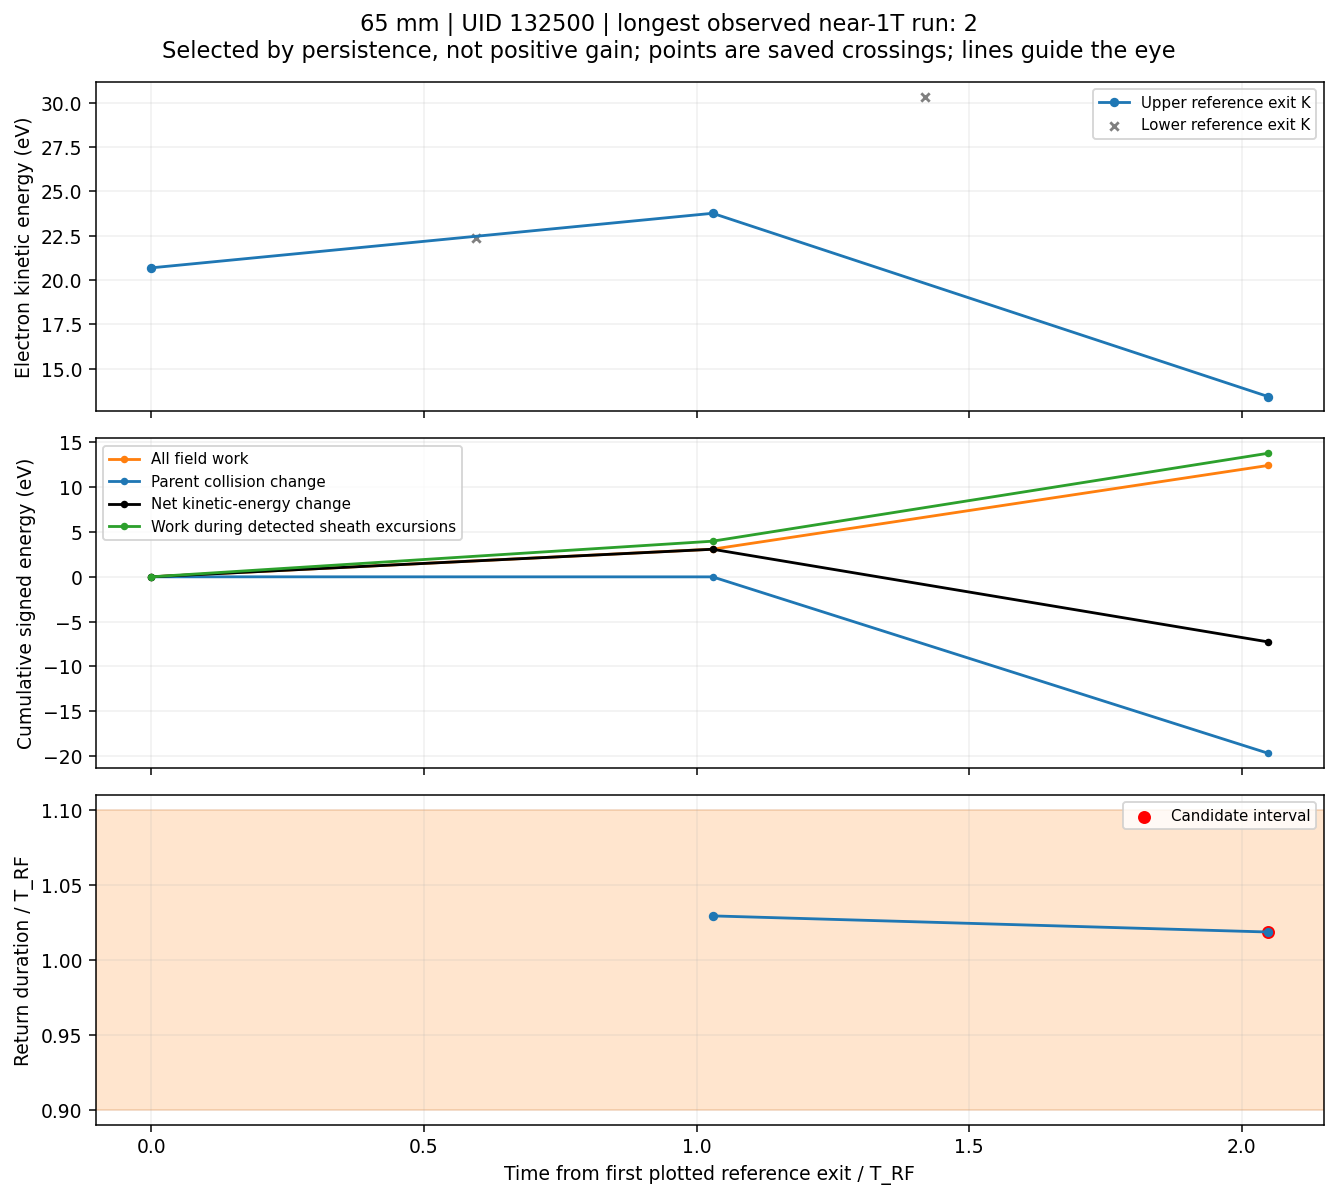 65 mm | UID 132500 | longest observed near-1T run: 2
Selected by persistence, not positive gain; points are saved crossings; lines guide the eye
Electron kinetic energy (eV)
30.0
27.5
25.0
22.5
20.0
17.5
15.0
Upper reference exit K
Lower reference exit K
Cumulative signed energy (eV)
15
10
5
0
−5
−10
−15
−20
All field work
Parent collision change
Net kinetic-energy change
Work during detected sheath excursions
Return duration / T_RF
1.10
1.05
1.00
0.95
0.90
Candidate interval
0.0
0.5
1.0
1.5
2.0
Time from first plotted reference exit / T_RF